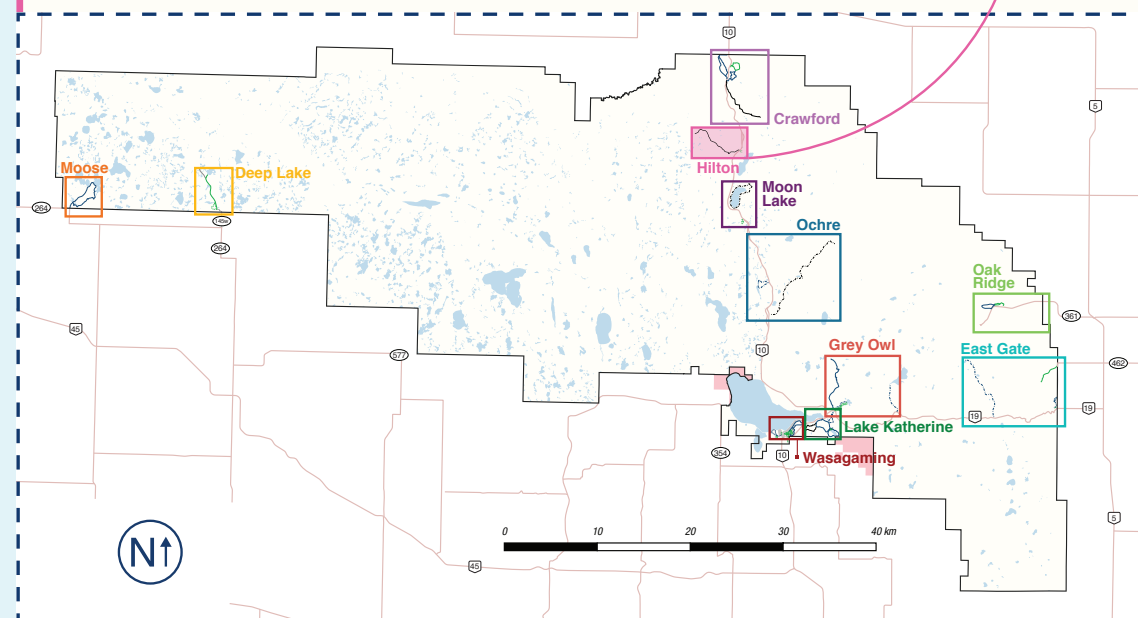 10
5
Crawford
Hilton
Moose
Deep Lake
Moon
Lake
264
145w
264
Ochre
Oak
Ridge
361
45
577
10
Grey Owl
East Gate
462
19
19
Lake Katherine
354
10
Wasagaming
5
N
0 10 20 30 40 km
45